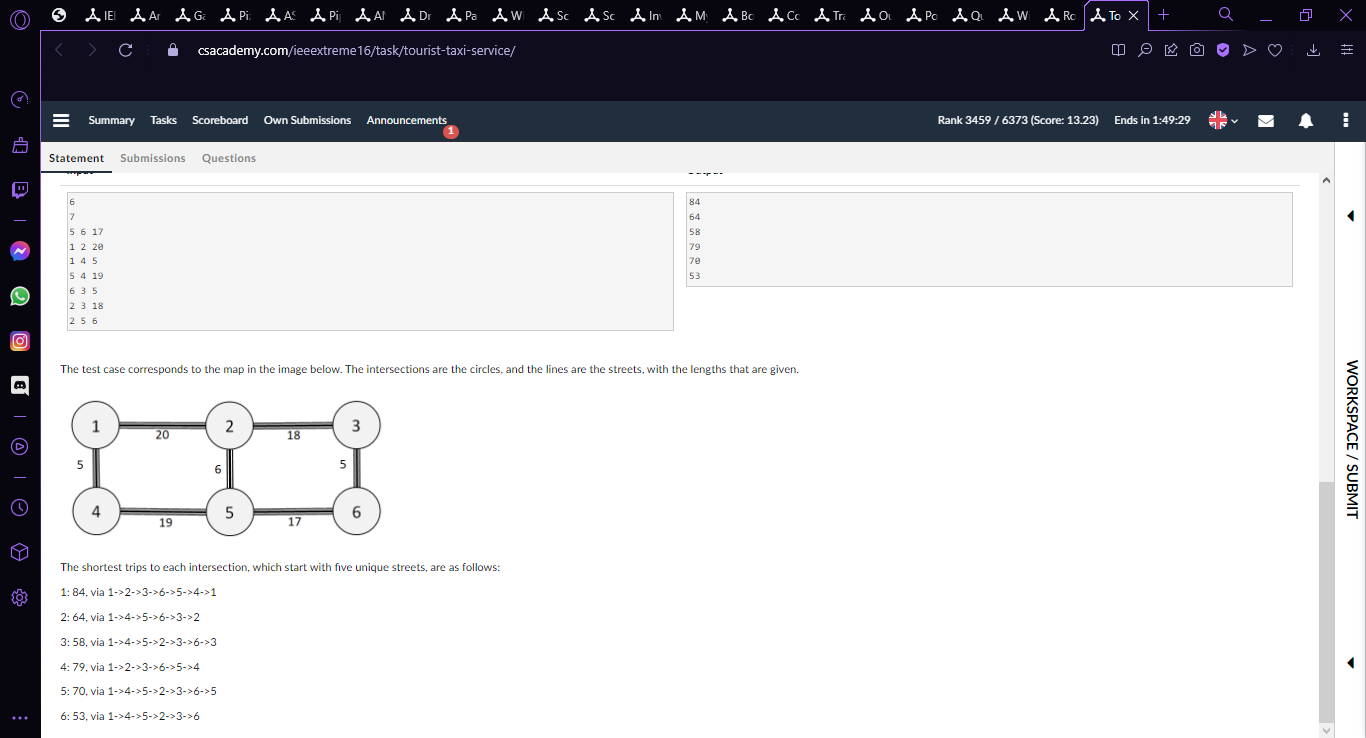 IEI Ar Ga Pi: AS Pi Al Dr Pa W Sc Sc In M Bc Cc Tr: Ou Po Q W Ro To
csacademy.com/ieeextreme16/task/tourist-taxi-service/
Summary Tasks Scoreboard Own Submissions Announcements 1 Rank 3459 / 6373 (Score: 13.23) Ends in 1:49:29
Statement Submissions Questions
6
7
5 6 17
1 2 20
1 4 5
5 4 19
6 3 5
2 3 18
2 5 6
84
64
58
79
70
53
The test case corresponds to the map in the image below. The intersections are the circles, and the lines are the streets, with the lengths that are given.
1 2 3
20 18
5 6 5
4 5 6
19 17
The shortest trips to each intersection, which start with five unique streets, are as follows:
1: 84, via 1->2->3->6->5->4->1
2: 64, via 1->4->5->6->3->2
3: 58, via 1->4->5->2->3->6->3
4: 79, via 1->2->3->6->5->4
5: 70, via 1->4->5->2->3->6->5
6: 53, via 1->4->5->2->3->6
WORKSPACE / SUBMIT